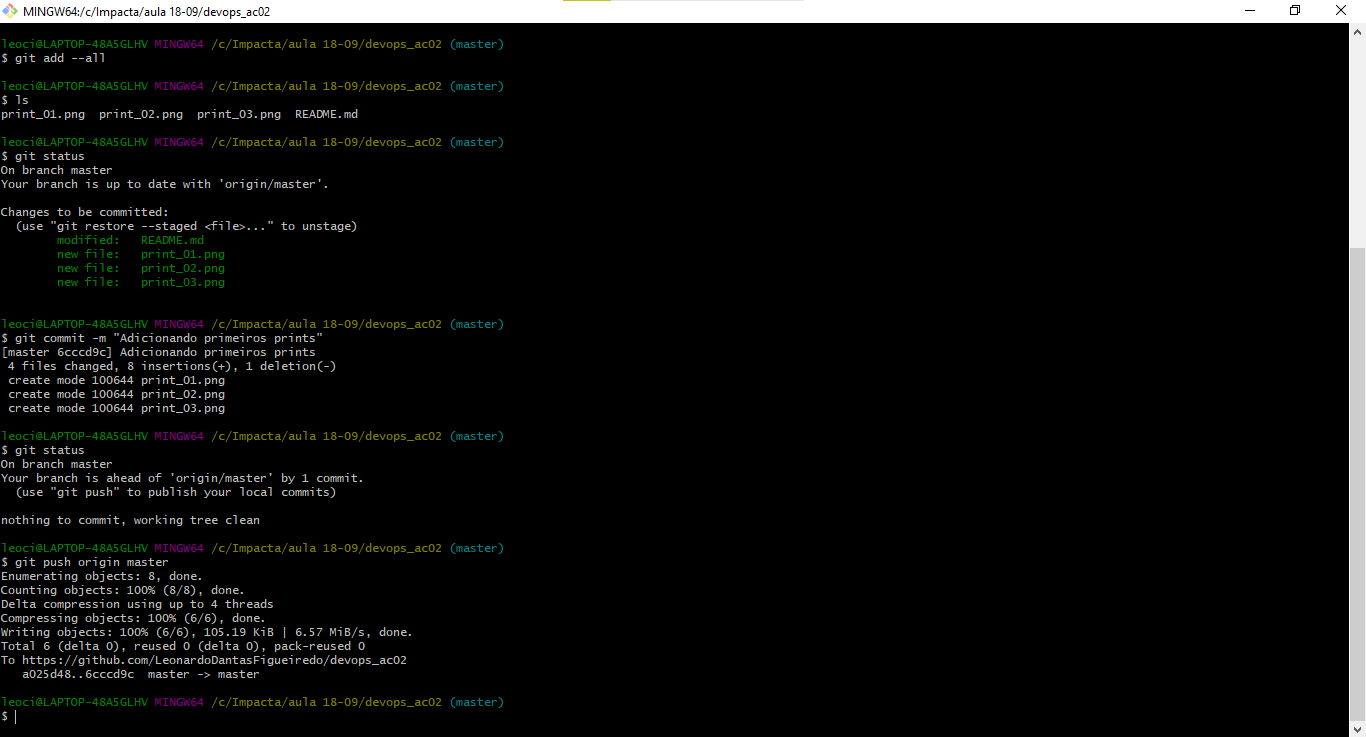 MINGW64:/c/Impacta/aula 18-09/devops_ac02
leoci@LAPTOP-48A5GLHV MINGW64 /c/Impacta/aula 18-09/devops_ac02 (master)
$ git add --all
leoci@LAPTOP-48A5GLHV MINGW64 /c/Impacta/aula 18-09/devops_ac02 (master)
$ ls
print_01.png  print_02.png  print_03.png  README.md
leoci@LAPTOP-48A5GLHV MINGW64 /c/Impacta/aula 18-09/devops_ac02 (master)
$ git status
On branch master
Your branch is up to date with 'origin/master'.
Changes to be committed:
  (use "git restore --staged <file>..." to unstage)
        modified:   README.md
        new file:   print_01.png
        new file:   print_02.png
        new file:   print_03.png
leoci@LAPTOP-48A5GLHV MINGW64 /c/Impacta/aula 18-09/devops_ac02 (master)
$ git commit -m "Adicionando primeiros prints"
[master 6cccd9c] Adicionando primeiros prints
 4 files changed, 8 insertions(+), 1 deletion(-)
 create mode 100644 print_01.png
 create mode 100644 print_02.png
 create mode 100644 print_03.png
leoci@LAPTOP-48A5GLHV MINGW64 /c/Impacta/aula 18-09/devops_ac02 (master)
$ git status
On branch master
Your branch is ahead of 'origin/master' by 1 commit.
  (use "git push" to publish your local commits)
nothing to commit, working tree clean
leoci@LAPTOP-48A5GLHV MINGW64 /c/Impacta/aula 18-09/devops_ac02 (master)
$ git push origin master
Enumerating objects: 8, done.
Counting objects: 100% (8/8), done.
Delta compression using up to 4 threads
Compressing objects: 100% (6/6), done.
Writing objects: 100% (6/6), 105.19 KiB | 6.57 MiB/s, done.
Total 6 (delta 0), reused 0 (delta 0), pack-reused 0
To https://github.com/LeonardoDantasFigueiredo/devops_ac02
   a025d48..6cccd9c  master -> master
leoci@LAPTOP-48A5GLHV MINGW64 /c/Impacta/aula 18-09/devops_ac02 (master)
$